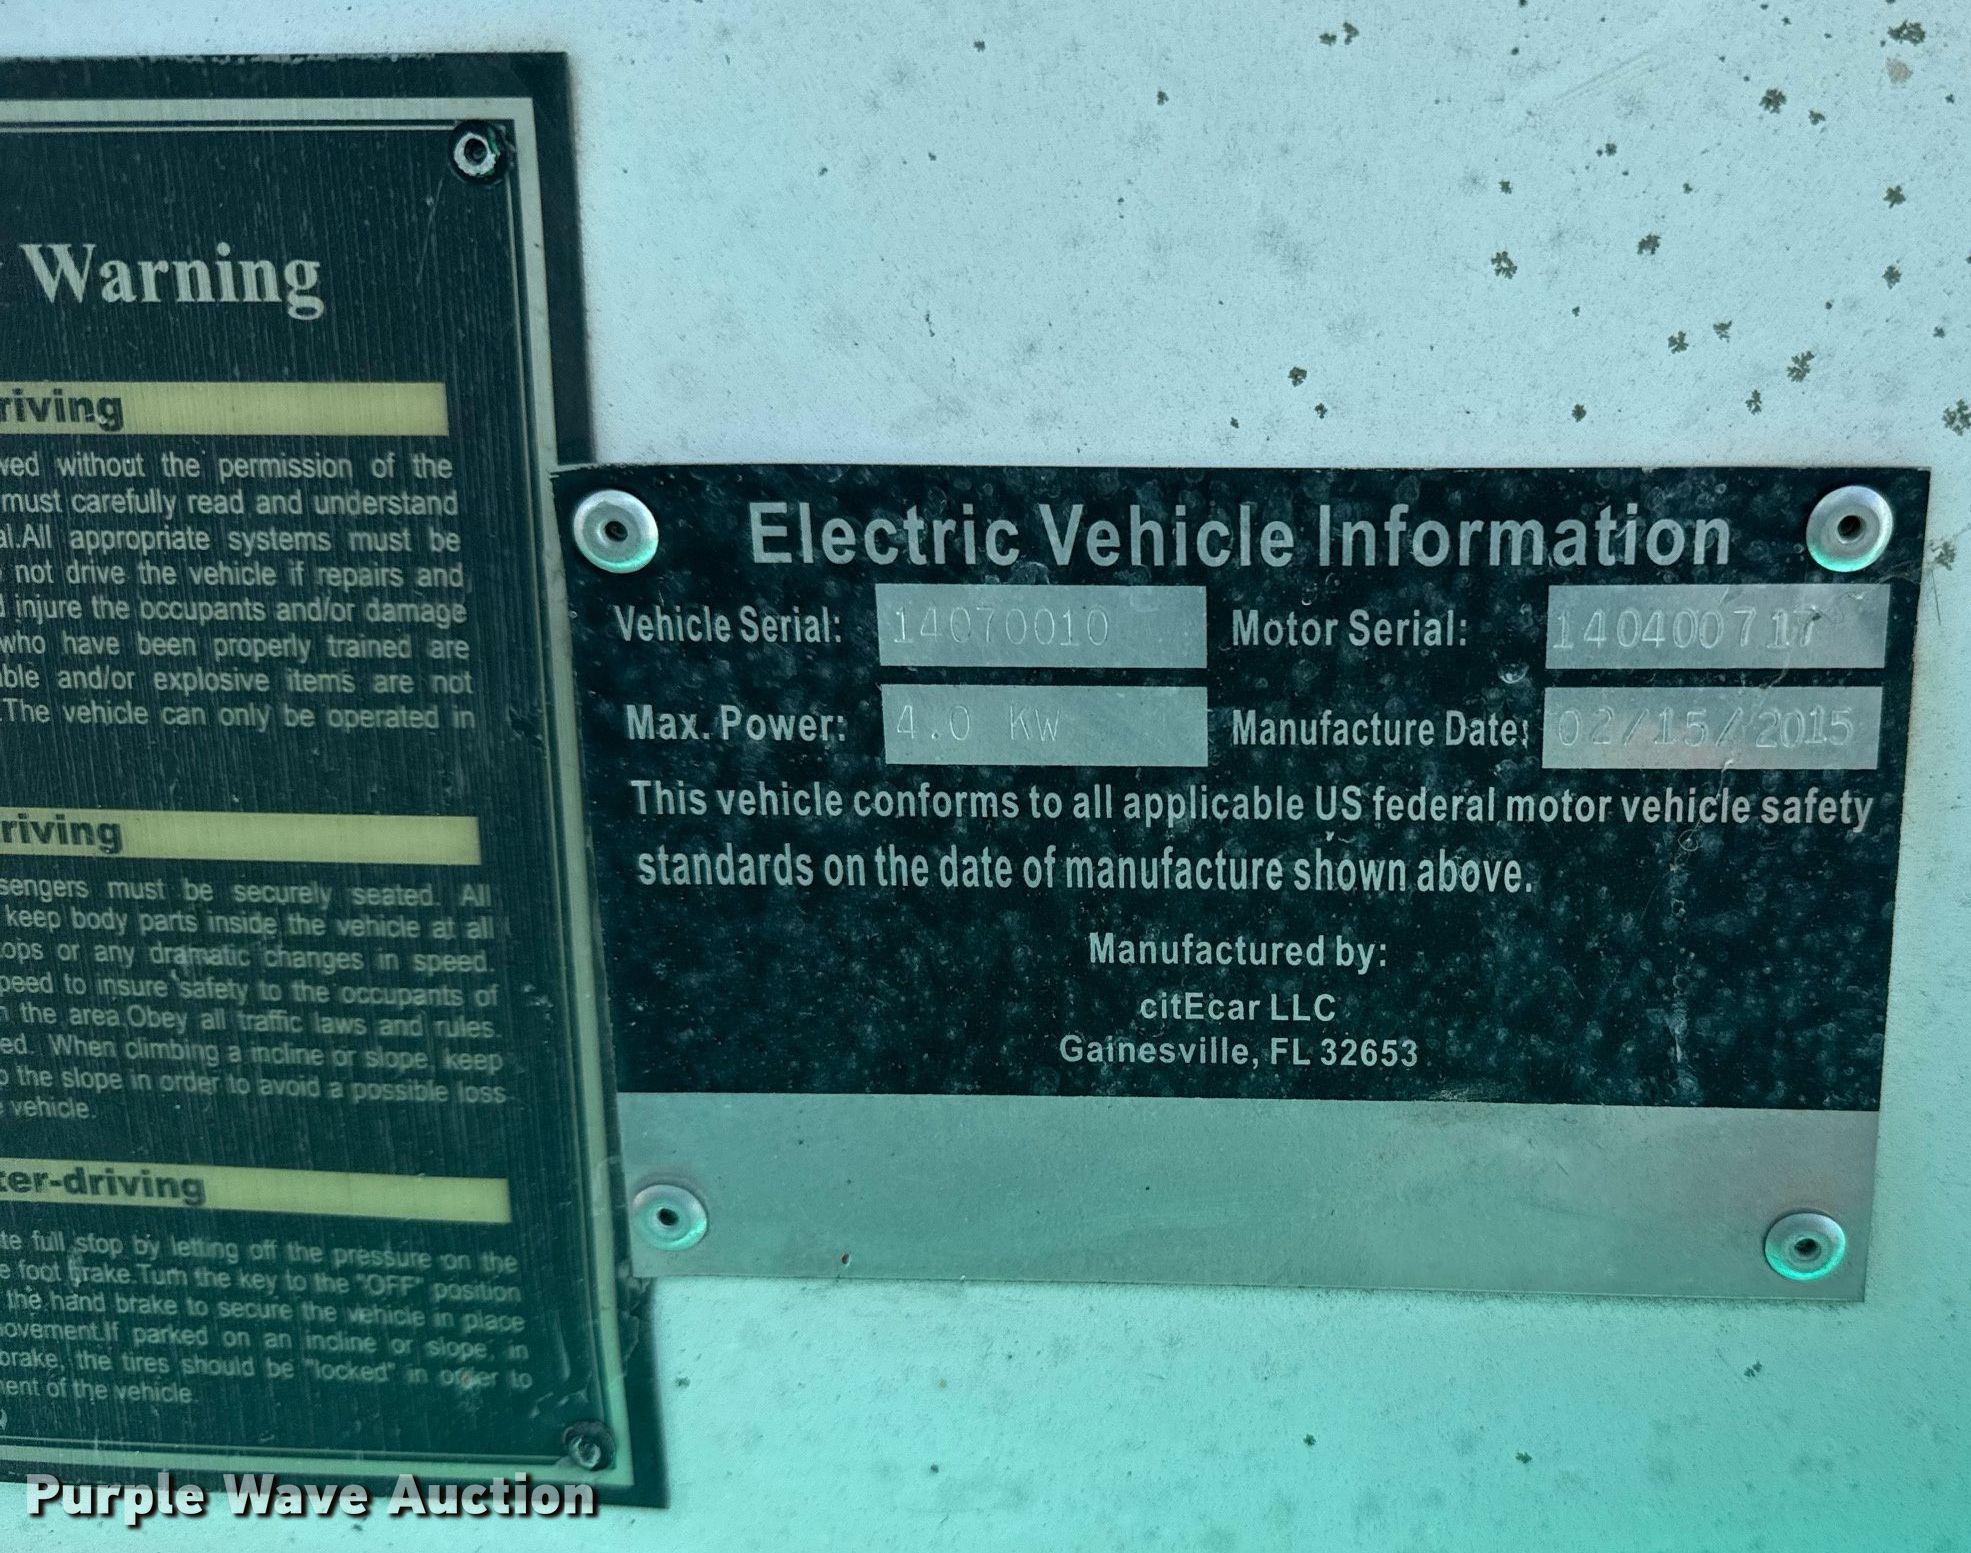 Warning
riving
ved without the permission of the
must carefully read and understand
al.All appropriate systems must be
not drive the vehicle if repairs and
injure the occupants and/or damage
who have been properly trained are
ble and/or explosive items are not
.The vehicle can only be operated in
riving
sengers must be securely seated. All
keep body parts inside the vehicle at all
ops or any dramatic changes in speed.
peed to insure safety to the occupants of
the area.Obey all traffic laws and rules.
ed. When climbing a incline or slope, keep
the slope in order to avoid a possible loss
vehicle.
ter-driving
te full stop by letting off the pressure on the
e foot brake.Turn the key to the "OFF" position
the hand brake to secure the vehicle in place
ovement.If parked on an incline or slope, in
brake, the tires should be "locked" in order to
ent of the vehicle.
Electric Vehicle Information
Vehicle Serial: 14070010 Motor Serial: 140400717
Max. Power: 4.0 KW Manufacture Date: 02/15/2015
This vehicle conforms to all applicable US federal motor vehicle safety
standards on the date of manufacture shown above.
Manufactured by:
citEcar LLC
Gainesville, FL 32653
Purple Wave Auction